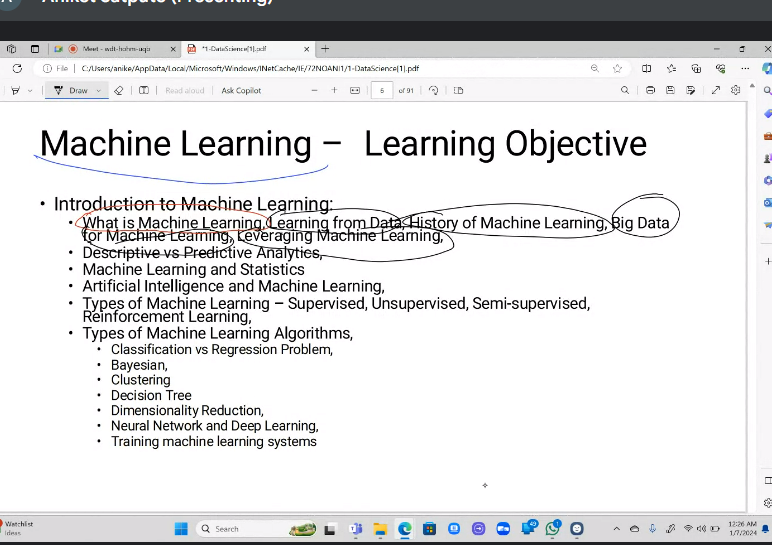 Meet - wdt-hohm-uqb
*1-DataScience[1].pdf
File
C:/Users/anike/AppData/Local/Microsoft/Windows/INetCache/IE/72NOANI1/1-DataScience[1].pdf
Draw
Read aloud
Ask Copilot
6 of 91
Machine Learning – Learning Objective
• Introduction to Machine Learning:
• What is Machine Learning, Learning from Data, History of Machine Learning, Big Data
for Machine Learning, Leveraging Machine Learning,
• Descriptive vs Predictive Analytics,
• Machine Learning and Statistics
• Artificial Intelligence and Machine Learning,
• Types of Machine Learning – Supervised, Unsupervised, Semi-supervised,
Reinforcement Learning,
• Types of Machine Learning Algorithms,
• Classification vs Regression Problem,
• Bayesian,
• Clustering
• Decision Tree
• Dimensionality Reduction,
• Neural Network and Deep Learning,
• Training machine learning systems
Watchlist
Ideas
Search
49
12:26 AM
1/7/2024